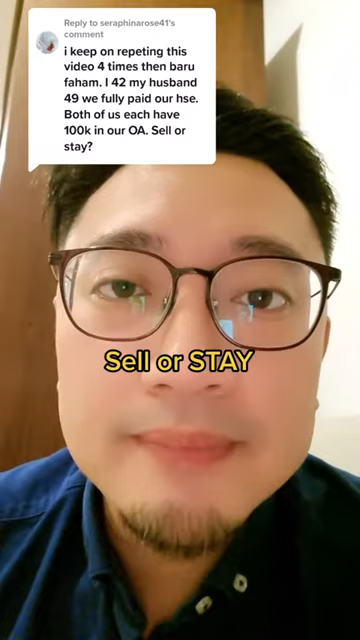 Reply to seraphinarose41's
comment
i keep on repeting this
video 4 times then baru
faham. I 42 my husband
49 we fully paid our hse.
Both of us each have
100k in our OA. Sell or
stay?
Sell or STAY